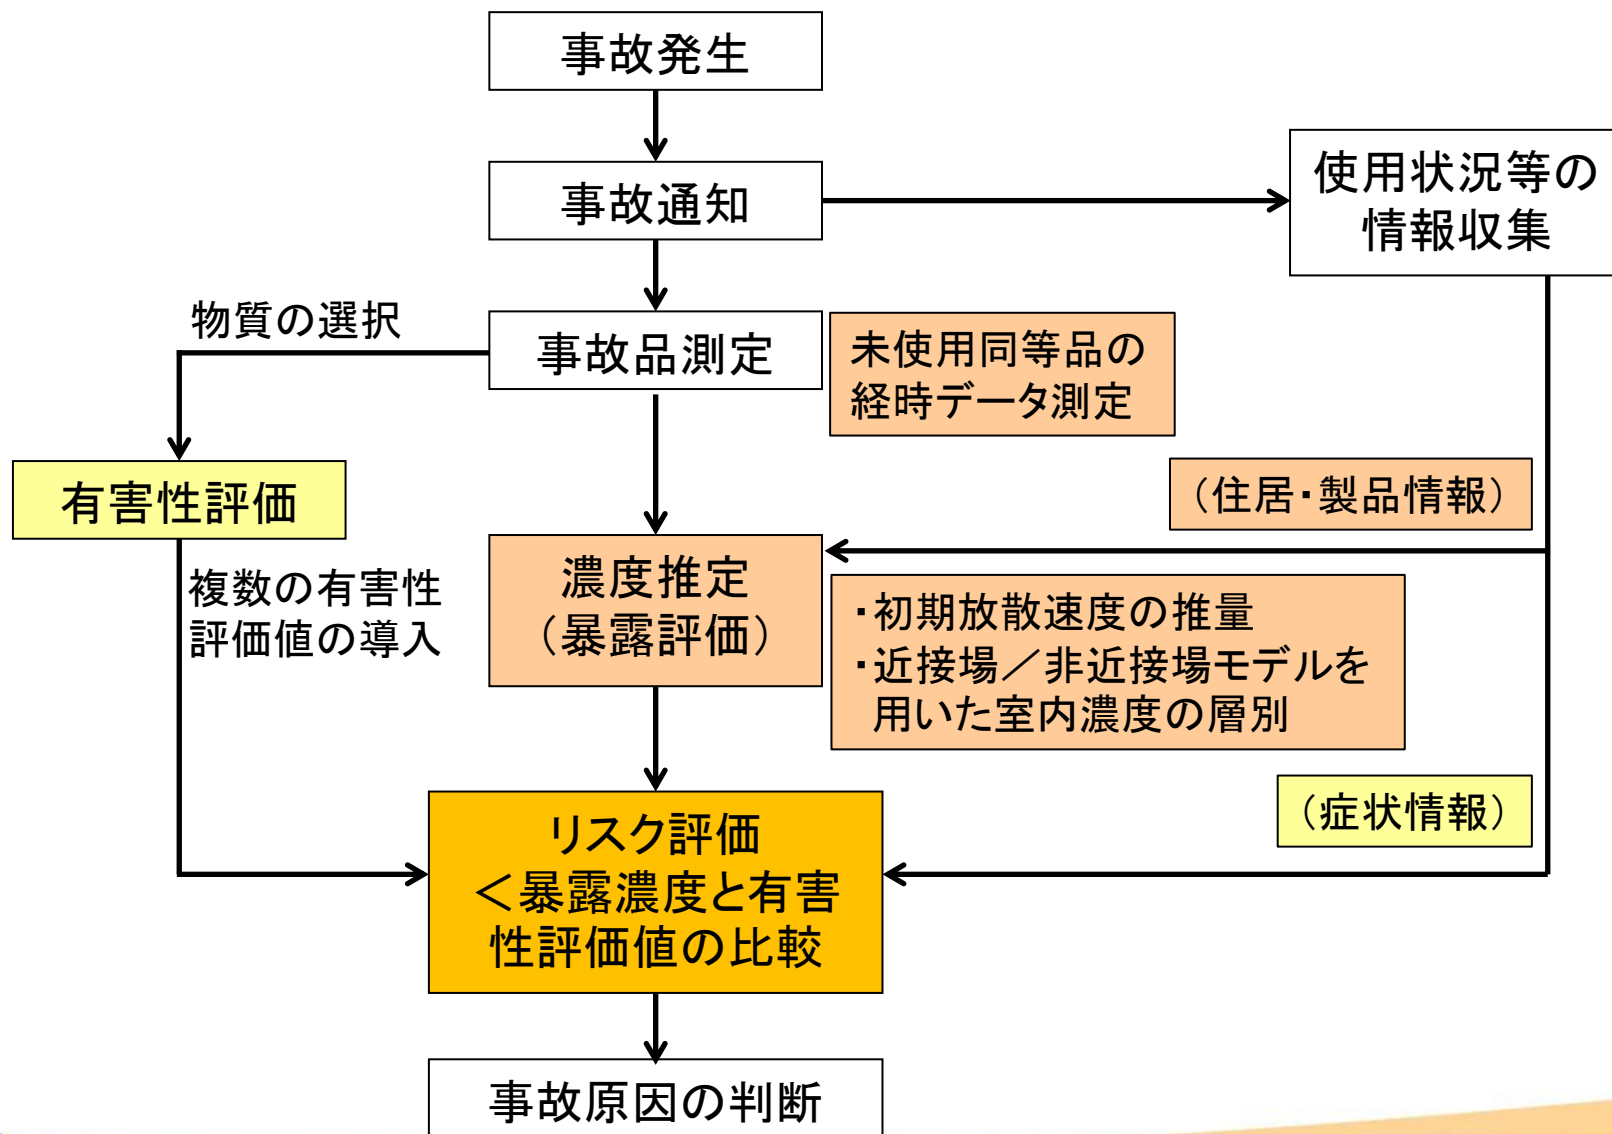 事故発生
事故通知
使用状況等の
情報収集
物質の選択
事故品測定
未使用同等品の
経時データ測定
有害性評価
（住居・製品情報）
複数の有害性
評価値の導入
濃度推定
（暴露評価）
・初期放散速度の推量
・近接場／非近接場モデルを
用いた室内濃度の層別
（症状情報）
リスク評価
＜暴露濃度と有害
性評価値の比較
事故原因の判断